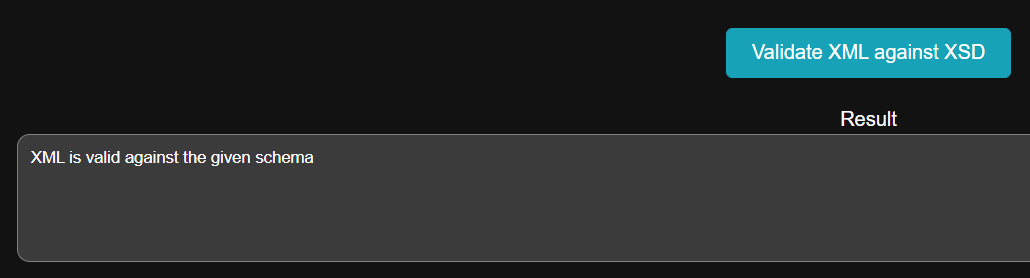 Validate XML against XSD
Result
XML is valid against the given schema